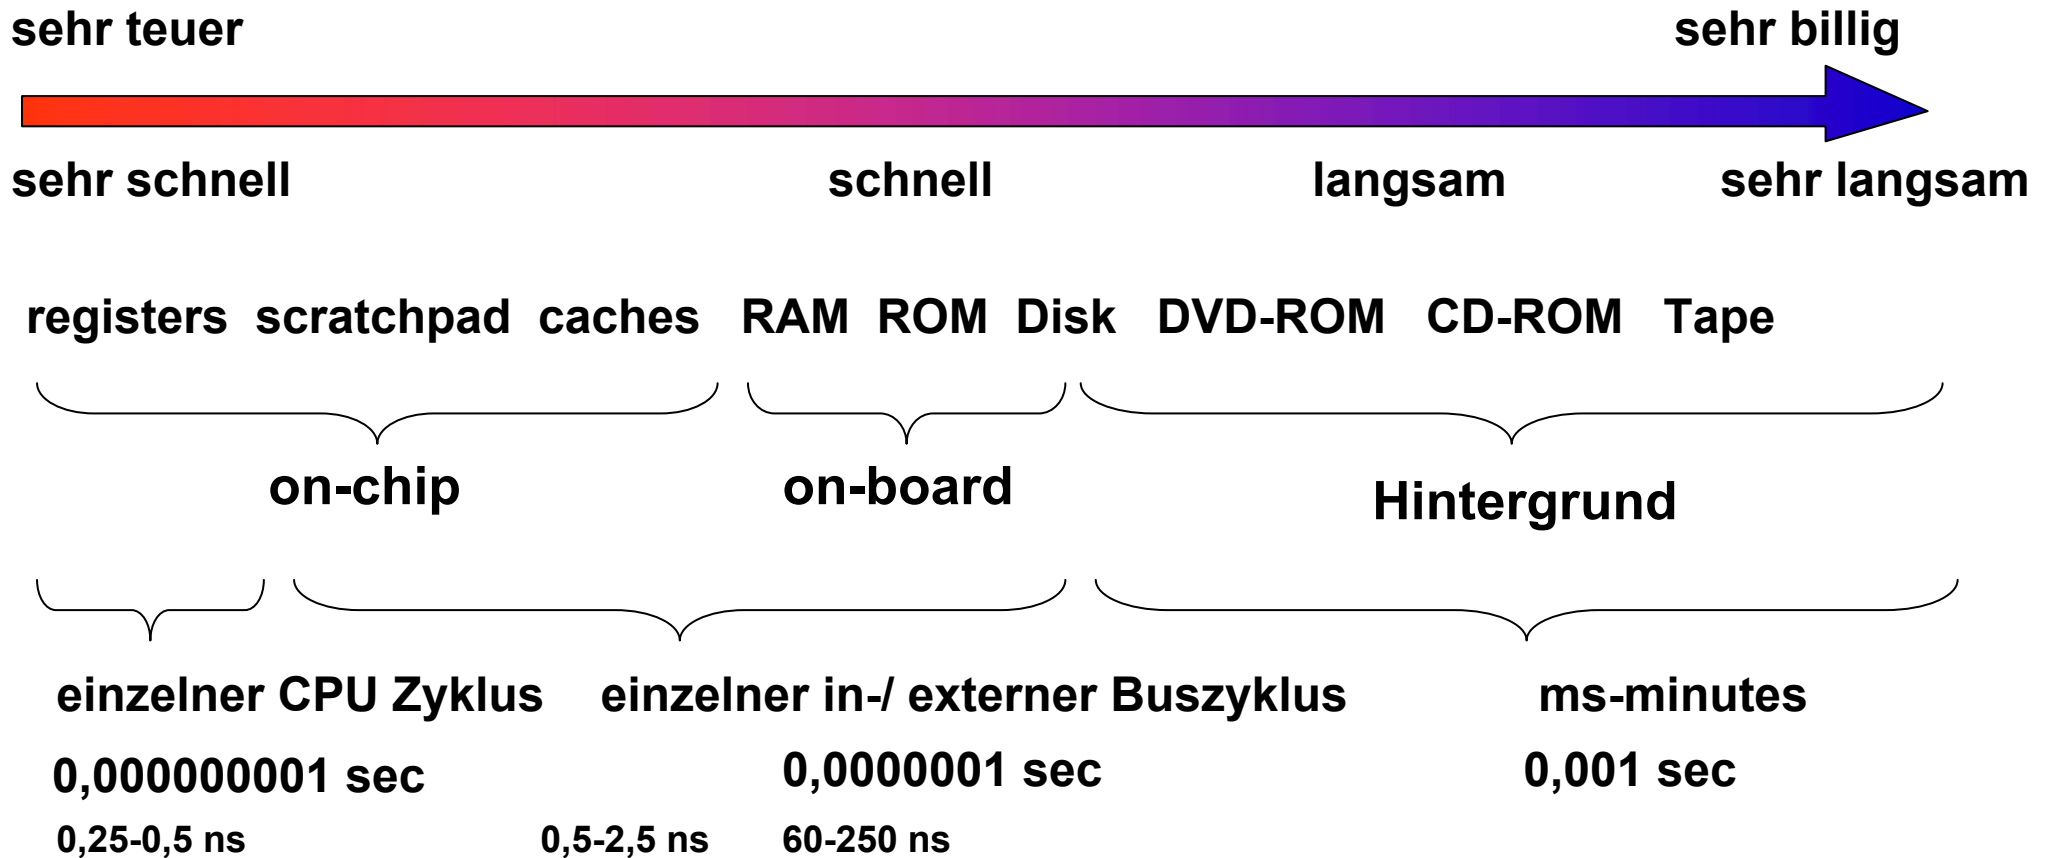 sehr teuer sehr billig
sehr schnell schnell langsam sehr langsam
registers scratchpad caches RAM ROM Disk DVD-ROM CD-ROM Tape
on-chip on-board Hintergrund
einzelner CPU Zyklus einzelner in-/ externer Buszyklus ms-minutes
0,000000001 sec 0,0000001 sec 0,001 sec
0,25-0,5 ns 0,5-2,5 ns 60-250 ns